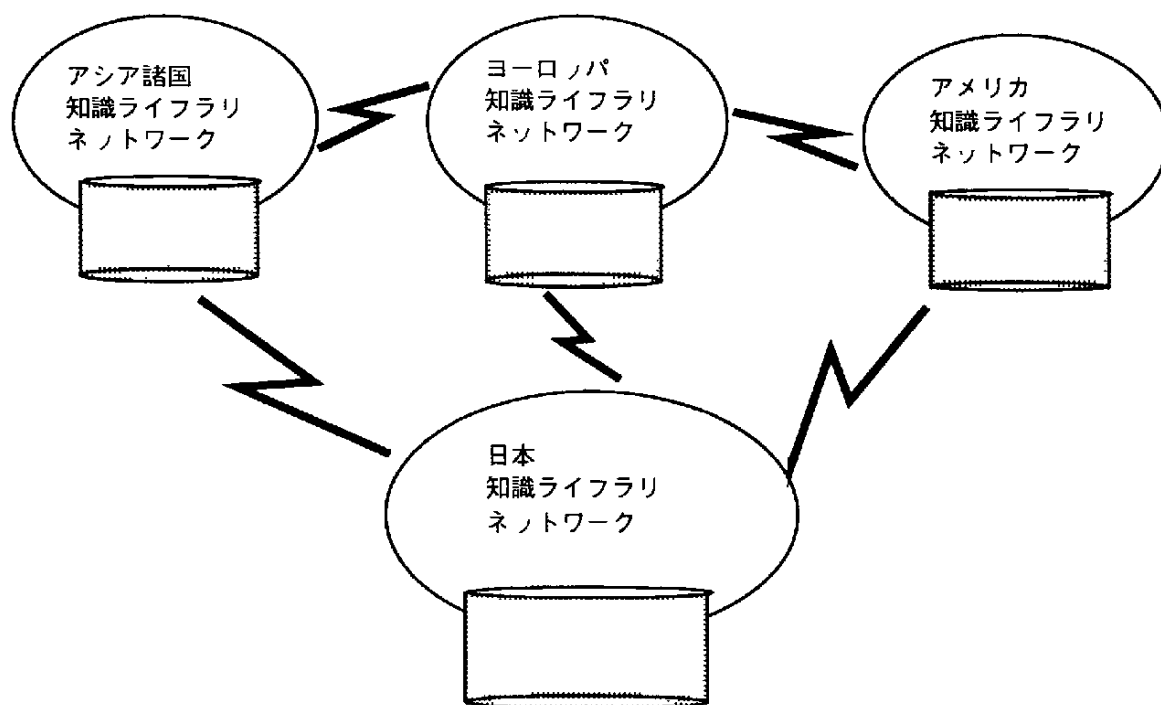 アジア諸国
知識ライフラリ
ネットワーク
ヨーロッパ
知識ライフラリ
ネットワーク
アメリカ
知識ライフラリ
ネットワーク
日本
知識ライフラリ
ネットワーク